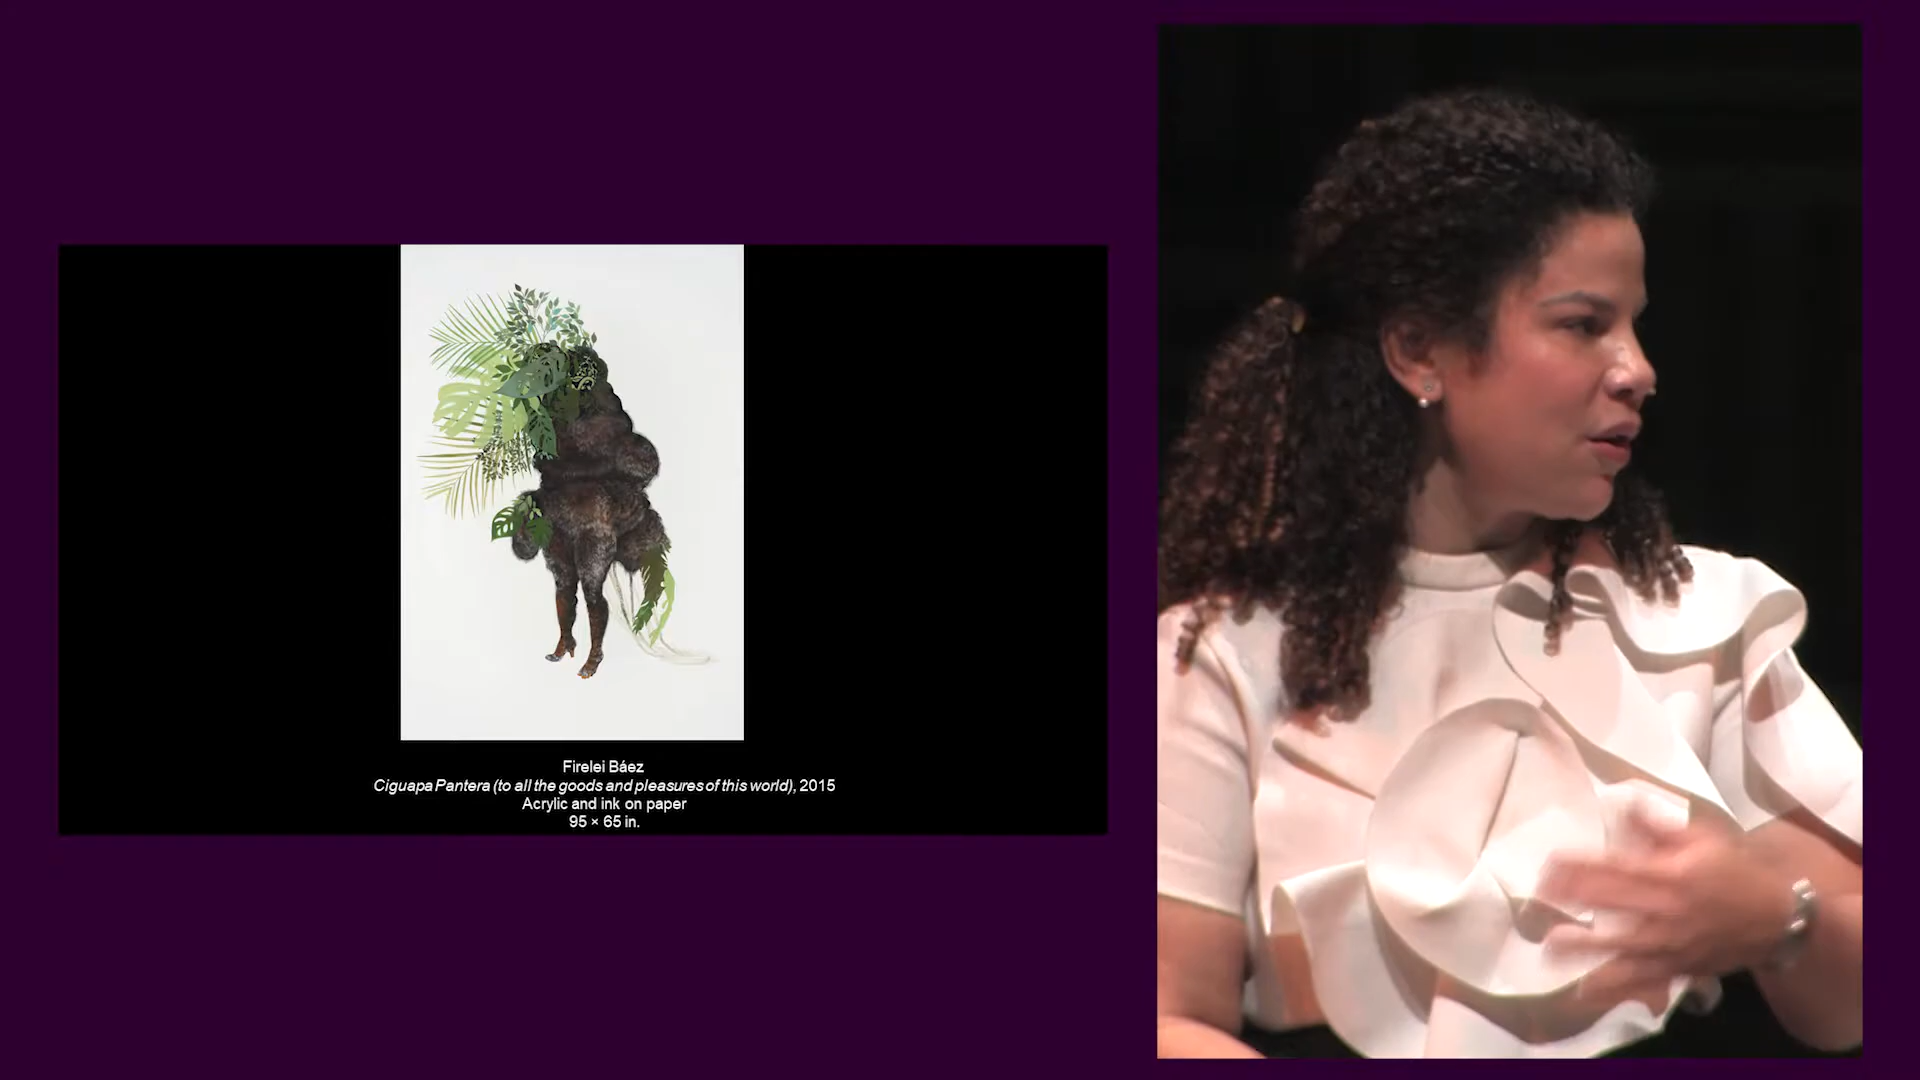 Firelei Báez
Ciguapa Pantera (to all the goods and pleasures of this world), 2015
Acrylic and ink on paper
95 × 65 in.